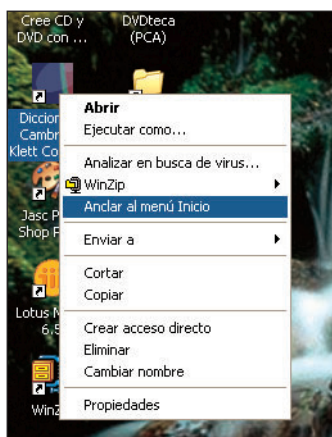 Cree CD y
DVD con ...
DVDteca
(PCA)
Diccion
Cambr
Klett Co
Jasc P
Shop P
Lotus N
6.5
WinZ
Abrir
Ejecutar como...
Analizar en busca de virus...
WinZip
Anclar al menú Inicio
Enviar a
Cortar
Copiar
Crear acceso directo
Eliminar
Cambiar nombre
Propiedades